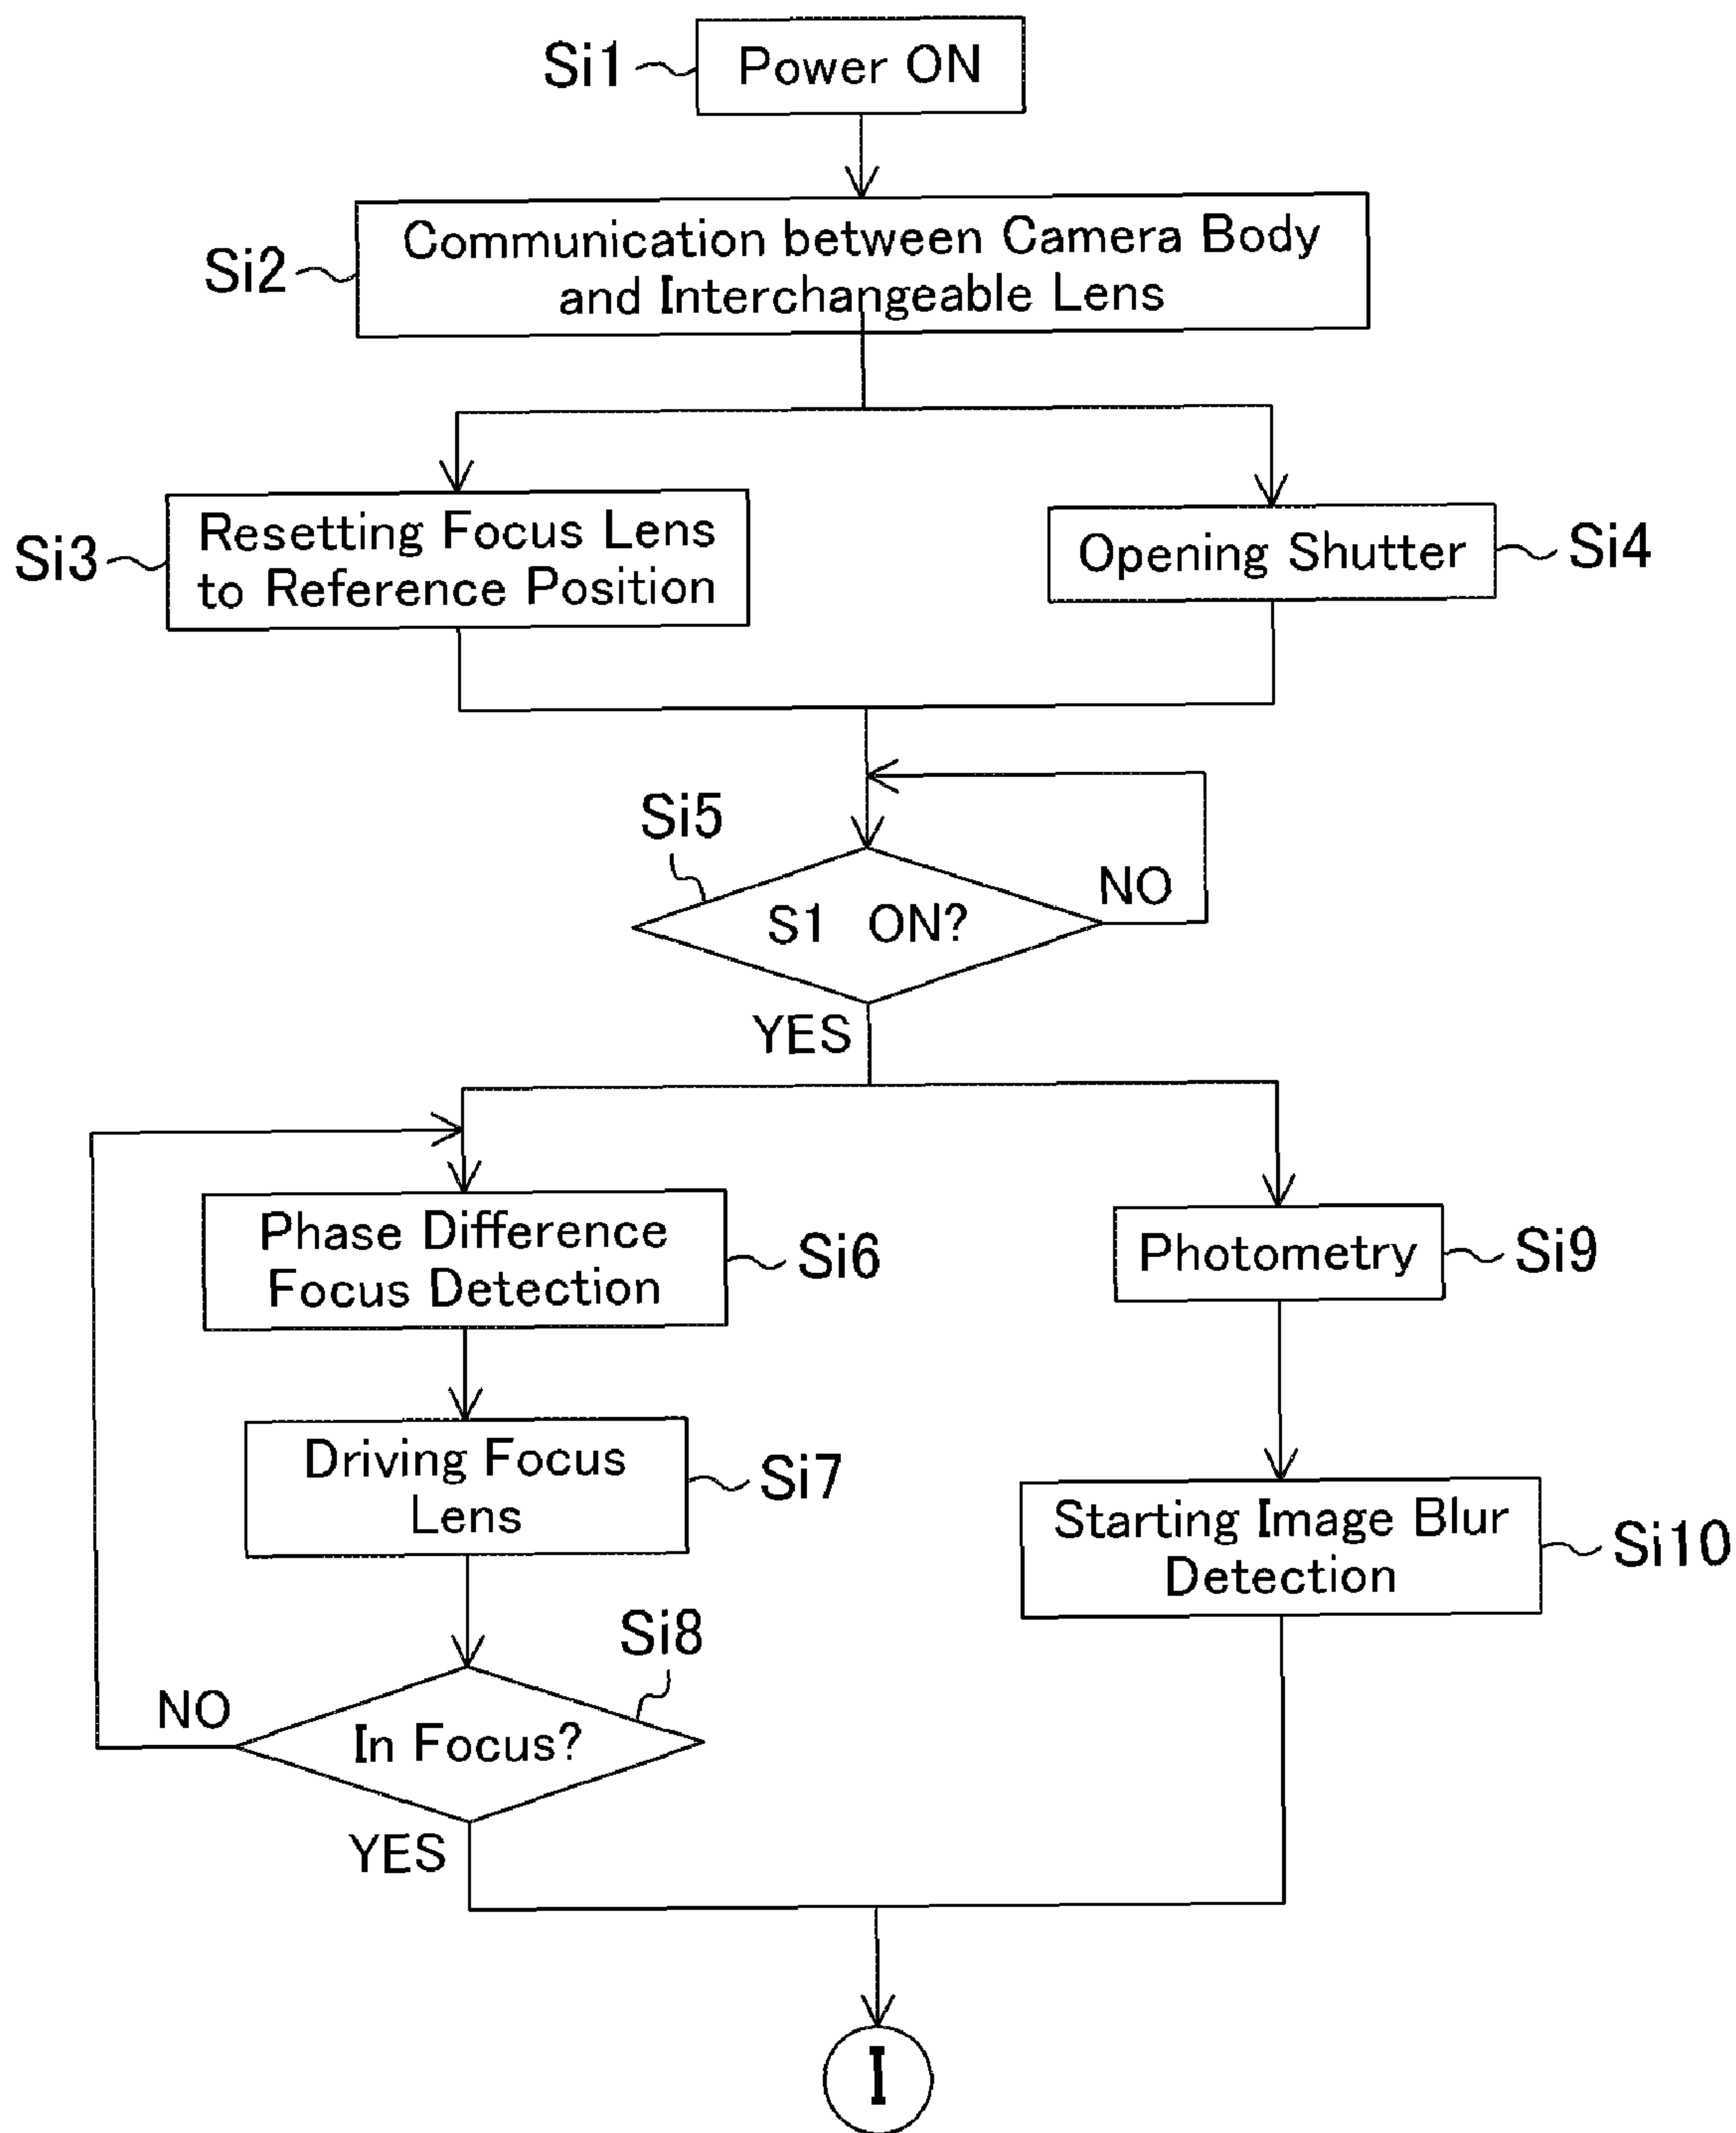 Si1
Power ON
Si2
Communication between Camera Body
and Interchangeable Lens
Si3
Resetting Focus Lens
to Reference Position
Opening Shutter
Si4
Si5
S1 ON?
NO
YES
Phase Difference
Focus Detection
Si6
Photometry
Si9
Driving Focus
Lens
Si7
Starting Image Blur
Detection
Si10
Si8
In Focus?
NO
YES
I